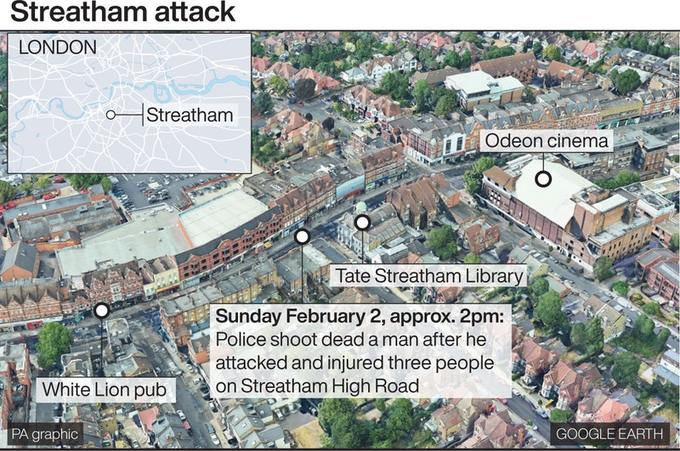 Streatham attack
LONDON
Streatham
Odeon cinema
Tate Streatham Library
Sunday February 2, approx. 2pm:
Police shoot dead a man after he
attacked and injured three people
on Streatham High Road
White Lion pub
PA graphic
GOOGLE EARTH